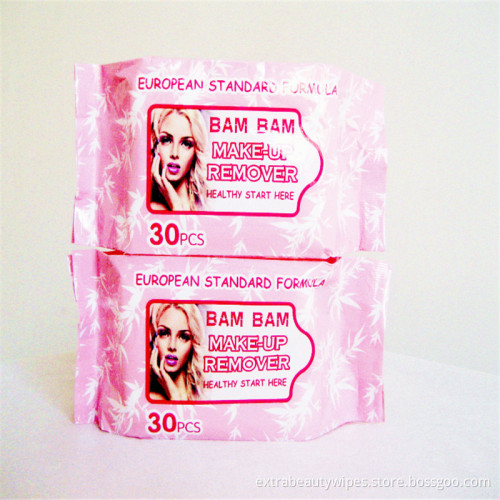 EUROPEAN STANDARD FORMULA
BAM BAM
MAKE-UP
REMOVER
HEALTHY START HERE
30PCS
EUROPEAN STANDARD FORMULA
BAM BAM
MAKE-UP
REMOVER
HEALTHY START HERE
30PCS
extrabeautywipes.store.bossgoo.com